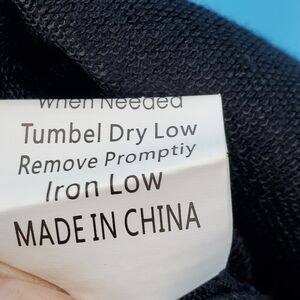 When Needed
Tumbel Dry Low
Remove Promptiy
Iron Low
MADE IN CHINA